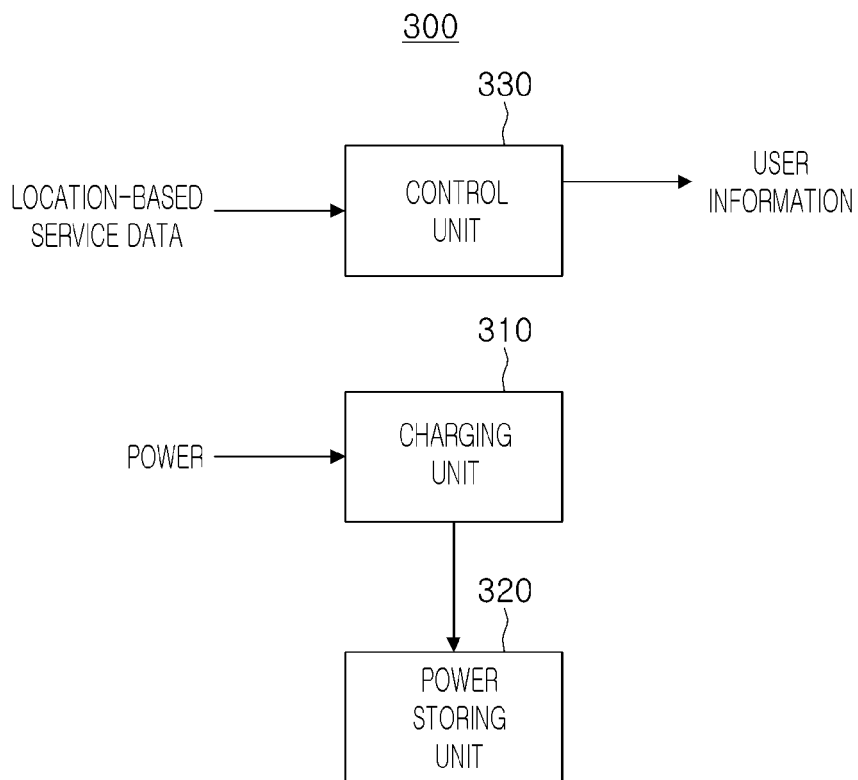 300
330
LOCATION-BASED
SERVICE DATA
CONTROL
UNIT
USER
INFORMATION
310
POWER
CHARGING
UNIT
320
POWER
STORING
UNIT